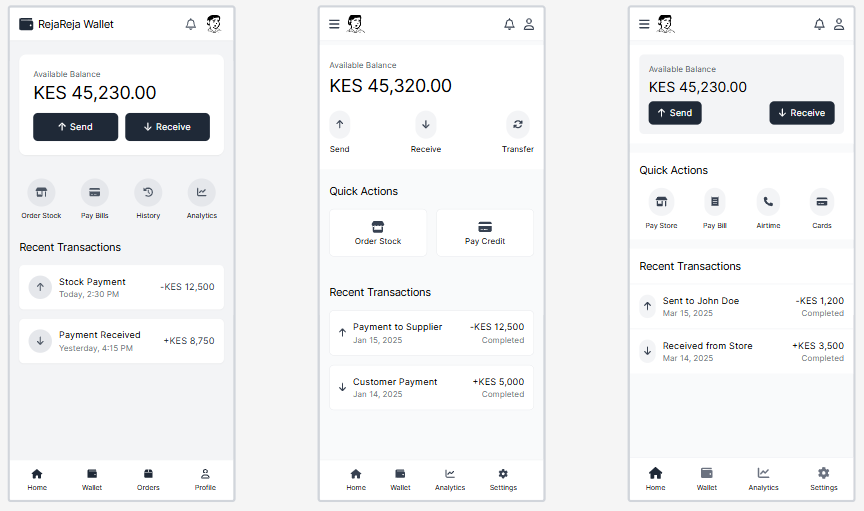 RejaReja Wallet
Available Balance
KES 45,230.00
Send
Receive
Order Stock
Pay Bills
History
Analytics
Recent Transactions
Stock Payment
-KES 12,500
Today, 2:30 PM
Payment Received
+KES 8,750
Yesterday, 4:15 PM
Home
Wallet
Orders
Profile
Available Balance
KES 45,320.00
Send
Receive
Transfer
Quick Actions
Order Stock
Pay Credit
Recent Transactions
Payment to Supplier
-KES 12,500
Jan 15, 2025
Completed
Customer Payment
+KES 5,000
Jan 14, 2025
Completed
Home
Wallet
Analytics
Settings
Available Balance
KES 45,230.00
Send
Receive
Quick Actions
Pay Store
Pay Bill
Airtime
Cards
Recent Transactions
Sent to John Doe
-KES 1,200
Mar 15, 2025
Completed
Received from Store
+KES 3,500
Mar 14, 2025
Completed
Home
Wallet
Analytics
Settings